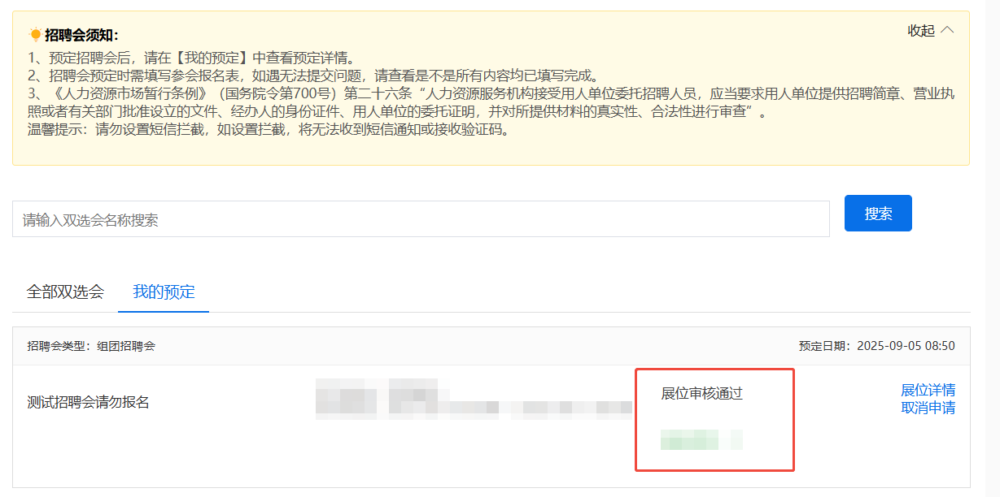 招聘会须知：
收起
1、预定招聘会后，请在【我的预定】中查看预定详情。
2、招聘会预定时需填写参会报名表，如遇无法提交问题，请查看是不是所有内容均已填写完成。
3、《人力资源市场暂行条例》（国务院令第700号）第二十六条“人力资源服务机构接受用人单位委托招聘人员，应当要求用人单位提供招聘简章、营业执
照或者有关部门批准设立的文件、经办人的身份证件、用人单位的委托证明，并对所提供材料的真实性、合法性进行审查”。
温馨提示：请勿设置短信拦截，如设置拦截，将无法收到短信通知或接收验证码。
请输入双选会名称搜索
搜索
全部双选会
我的预定
招聘会类型：组团招聘会
预定日期：2025-09-05 08:50
测试招聘会请勿报名
展位审核通过
展位详情
取消申请